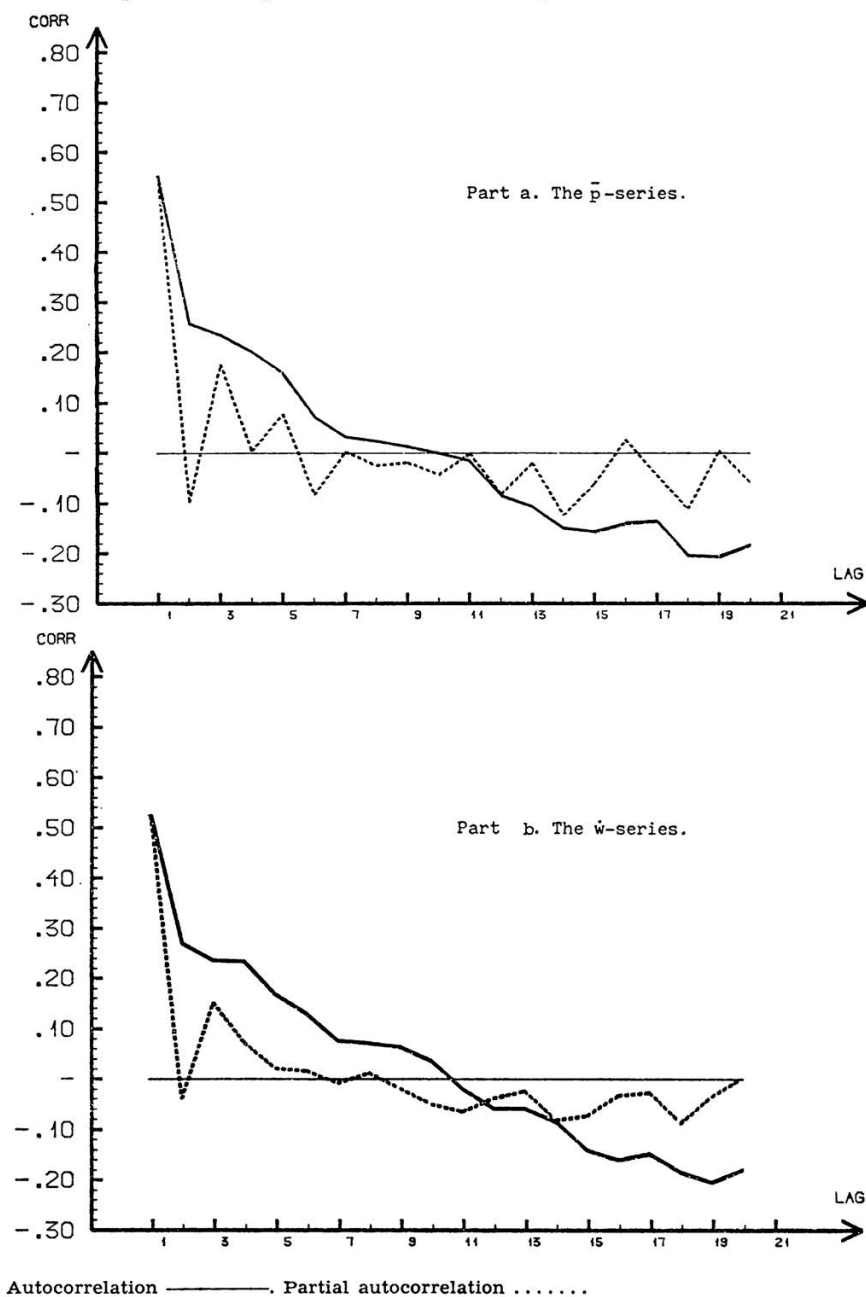 CORR
.80
.70
.60
.50
.40
.30
.20
.10
–
-.10
-.20
-.30
Part a. The p̄-series.
LAG
1 3 5 7 9 11 13 15 17 19 21
CORR
.80
.70
.60
.50
.40
.30
.20
.10
–
-.10
-.20
-.30
Part b. The ẇ-series.
LAG
1 3 5 7 9 11 13 15 17 19 21
Autocorrelation ———. Partial autocorrelation .......